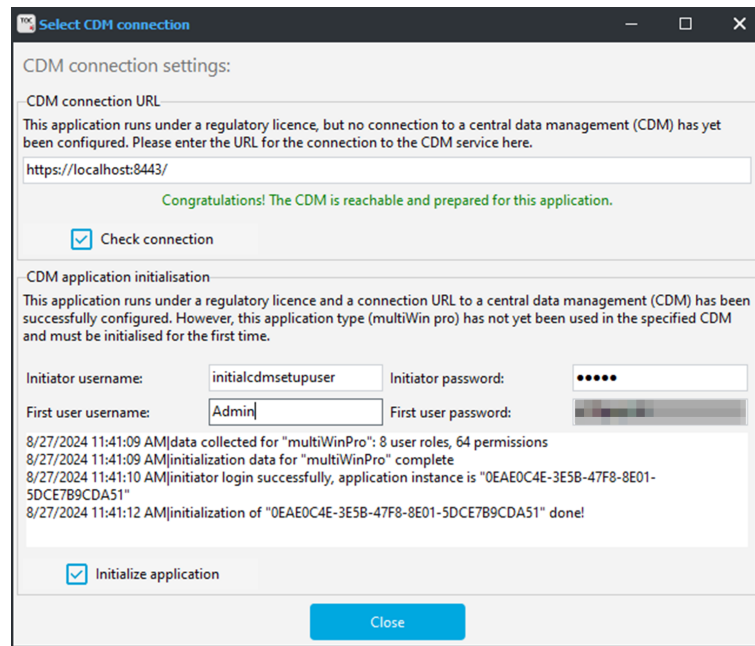 TOC
Select CDM connection
CDM connection settings:
CDM connection URL
This application runs under a regulatory licence, but no connection to a central data management (CDM) has yet
been configured. Please enter the URL for the connection to the CDM service here.
https://localhost:8443/
Congratulations! The CDM is reachable and prepared for this application.
Check connection
CDM application initialisation
This application runs under a regulatory licence and a connection URL to a central data management (CDM) has been
successfully configured. However, this application type (multiWin pro) has not yet been used in the specified CDM
and must be initialised for the first time.
Initiator username: initialcdmsetupuser Initiator password: •••••
First user username: Admin First user password:
8/27/2024 11:41:09 AM|data collected for "multiWinPro": 8 user roles, 64 permissions
8/27/2024 11:41:09 AM|initialization data for "multiWinPro" complete
8/27/2024 11:41:10 AM|initiator login successfully, application instance is "0EAE0C4E-3E5B-47F8-8E01-
5DCE7B9CDA51"
8/27/2024 11:41:12 AM|initialization of "0EAE0C4E-3E5B-47F8-8E01-5DCE7B9CDA51" done!
Initialize application
Close